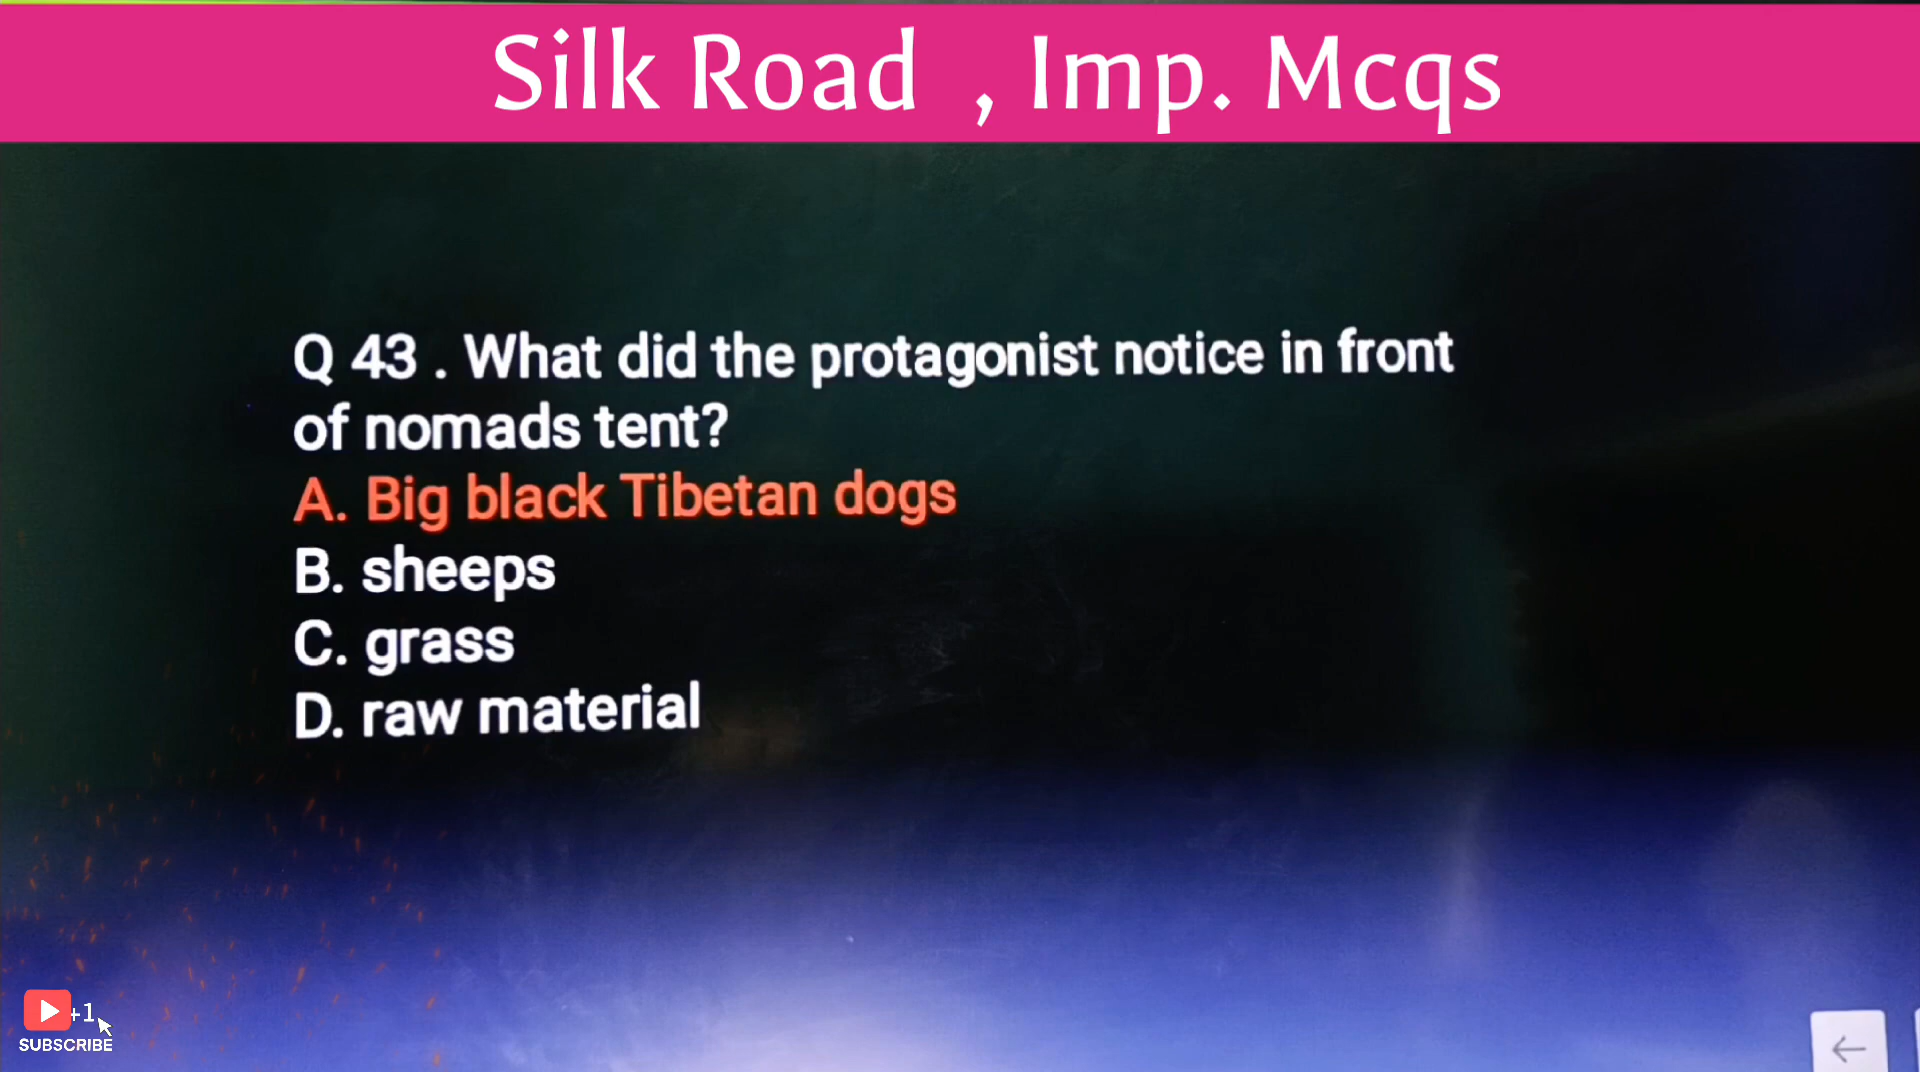 Silk Road , Imp. Mcqs
Q 43 . What did the protagonist notice in front
of nomads tent?
A. Big black Tibetan dogs
B. sheeps
C. grass
D. raw material
+1
SUBSCRIBE